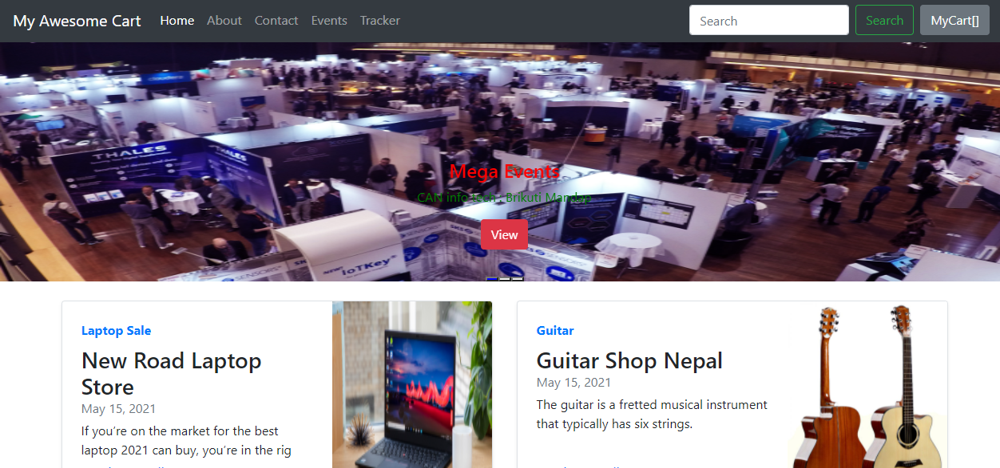 My Awesome Cart Home About Contact Events Tracker Search Search MyCart[]
THALES
THALES
Mega Events
CAN info tech : Brikuti Mandap
View
IoTKey
Laptop Sale
New Road Laptop
Store
May 15, 2021
If you’re on the market for the best
laptop 2021 can buy, you’re in the rig
Guitar
Guitar Shop Nepal
May 15, 2021
The guitar is a fretted musical instrument
that typically has six strings.